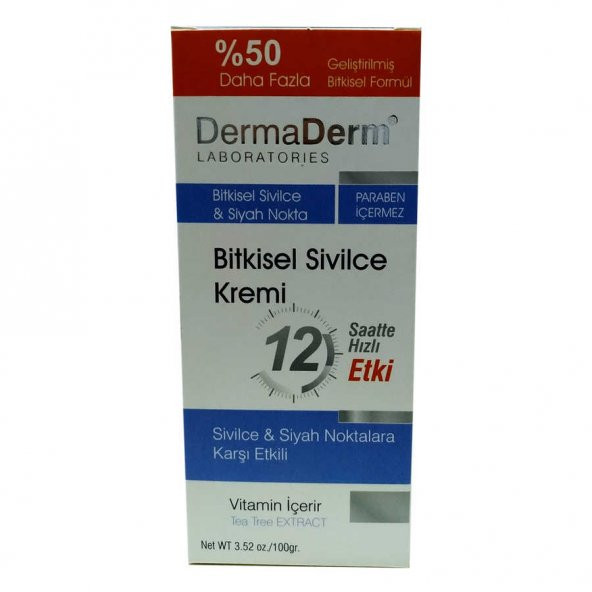 %50
Daha Fazla
Geliştirilmiş
Bitkisel Formül
DermaDerm®
LABORATORIES
Bitkisel Sivilce
& Siyah Nokta
PARABEN
İÇERMEZ
Bitkisel Sivilce
Kremi
12
Saatte
Hızlı
Etki
Sivilce & Siyah Noktalara
Karşı Etkili
Vitamin İçerir
Tea Tree EXTRACT
Net WT 3.52 oz./100gr.